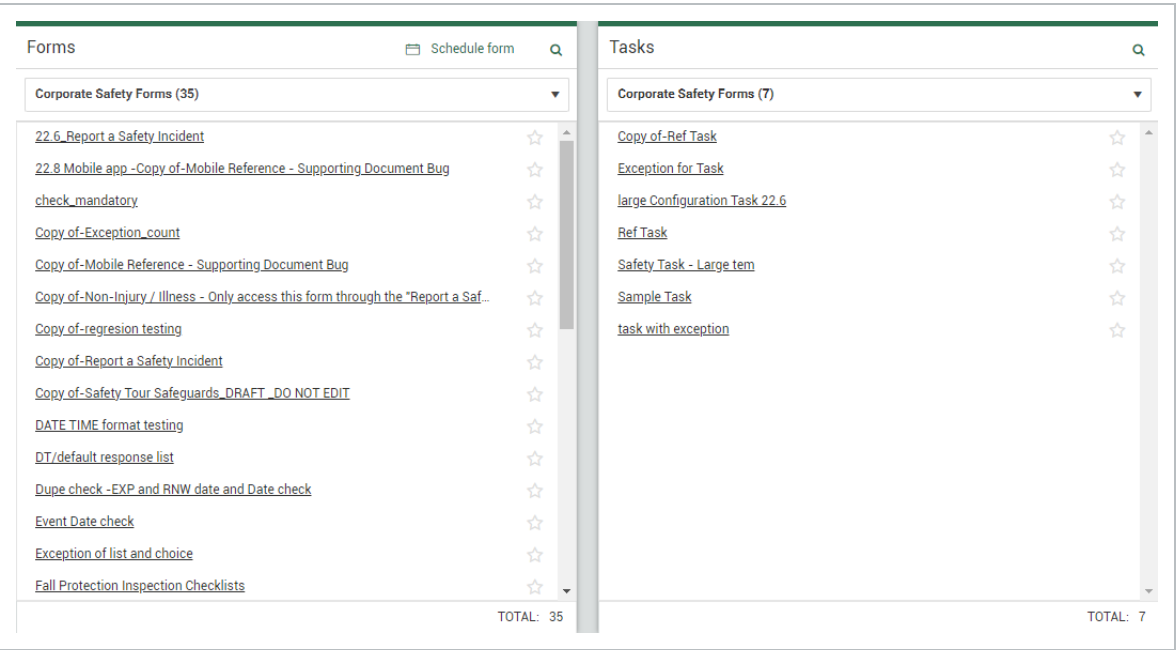 Forms
Schedule form
Corporate Safety Forms (35)
22.6_Report a Safety Incident
22.8 Mobile app -Copy of-Mobile Reference - Supporting Document Bug
check_mandatory
Copy of-Exception_count
Copy of-Mobile Reference - Supporting Document Bug
Copy of-Non-Injury / Illness - Only access this form through the "Report a Saf...
Copy of-regresion testing
Copy of-Report a Safety Incident
Copy of-Safety Tour Safeguards_DRAFT _DO NOT EDIT
DATE TIME format testing
DT/default response list
Dupe check -EXP and RNW date and Date check
Event Date check
Exception of list and choice
Fall Protection Inspection Checklists
TOTAL: 35
Tasks
Corporate Safety Forms (7)
Copy of-Ref Task
Exception for Task
large Configuration Task 22.6
Ref Task
Safety Task - Large tem
Sample Task
task with exception
TOTAL: 7